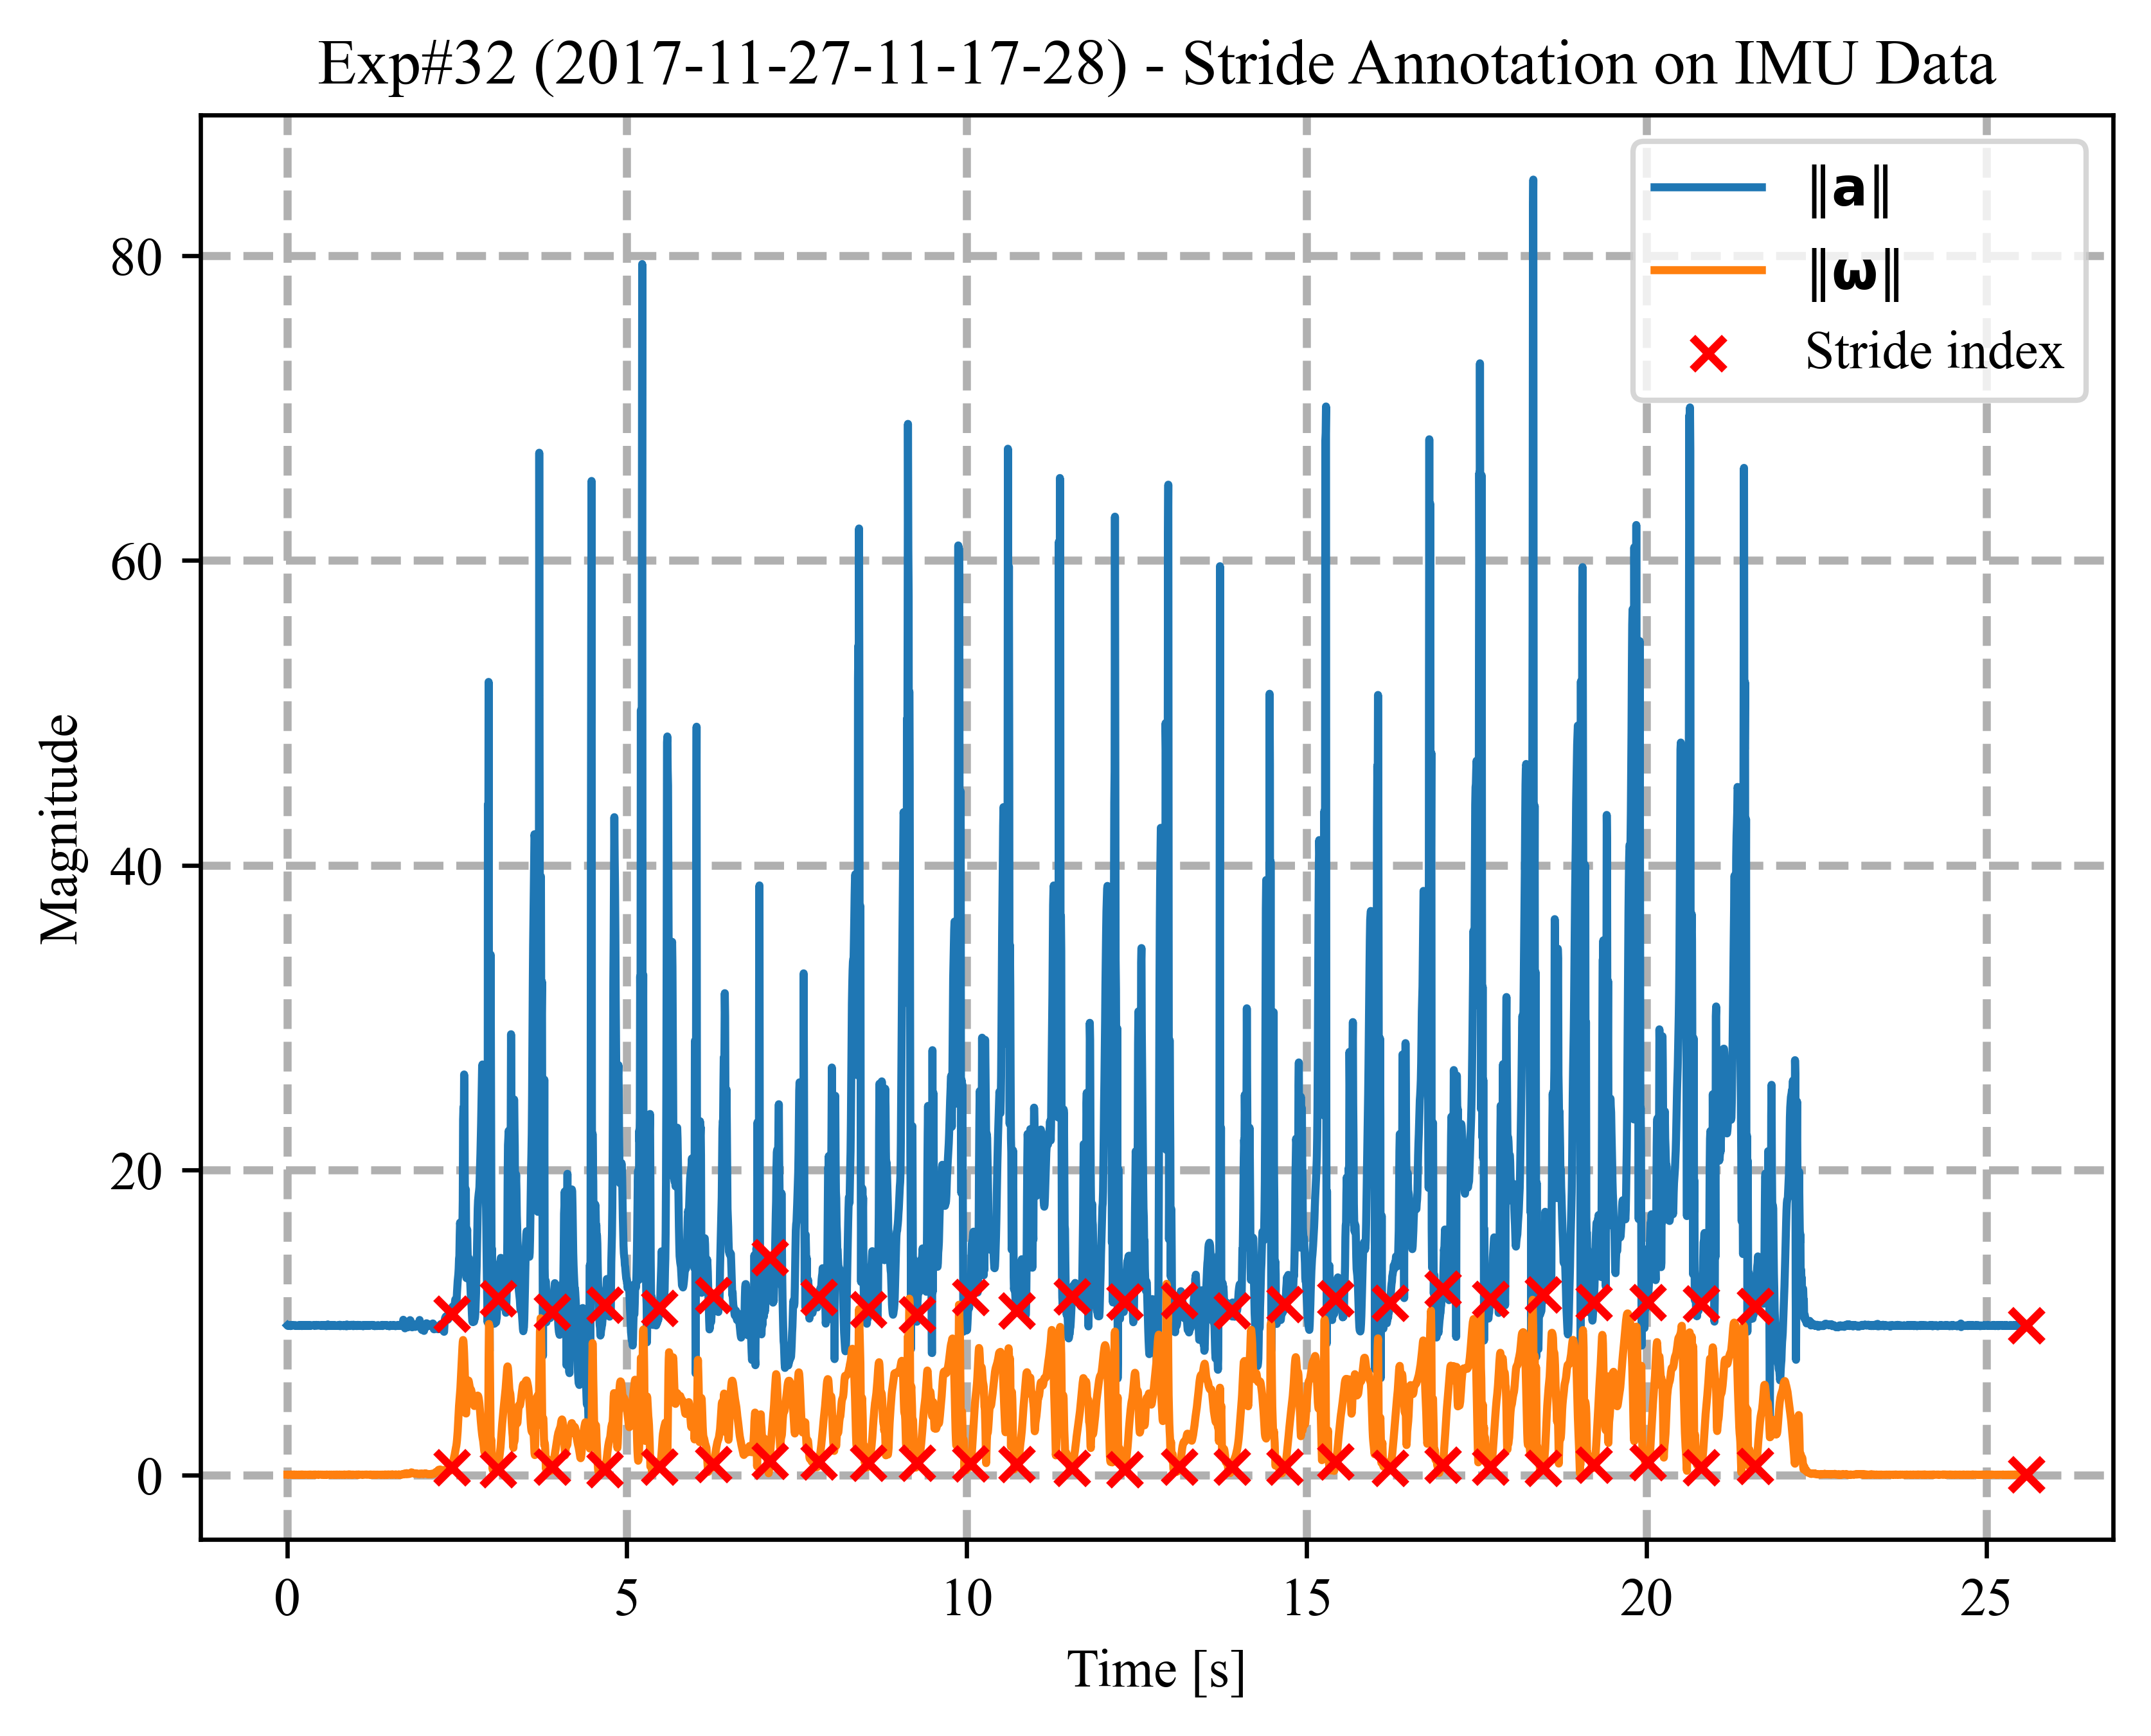 Exp#32 (2017-11-27-11-17-28) - Stride Annotation on IMU Data
‖a‖
‖ω‖
Stride index
Magnitude
80
60
40
20
0
0 5 10 15 20 25
Time [s]